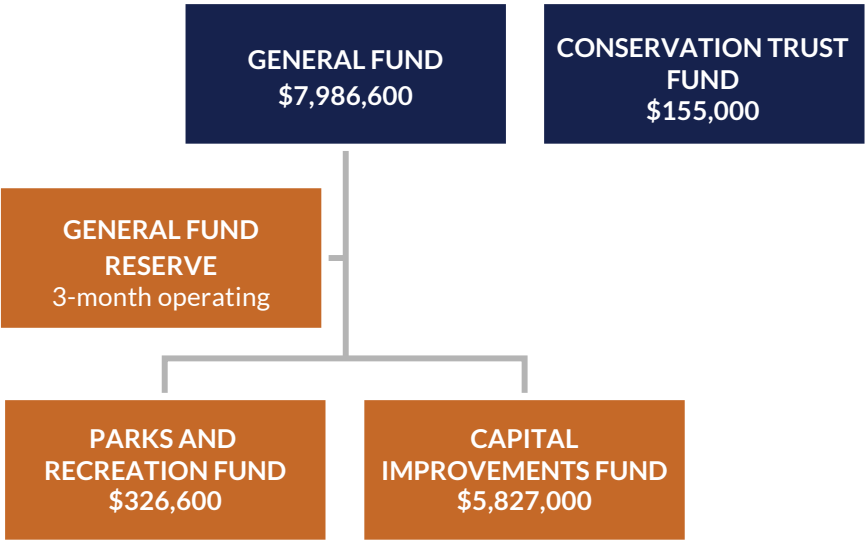 GENERAL FUND
$7,986,600
CONSERVATION TRUST
FUND
$155,000
GENERAL FUND
RESERVE
3-month operating
PARKS AND
RECREATION FUND
$326,600
CAPITAL
IMPROVEMENTS FUND
$5,827,000